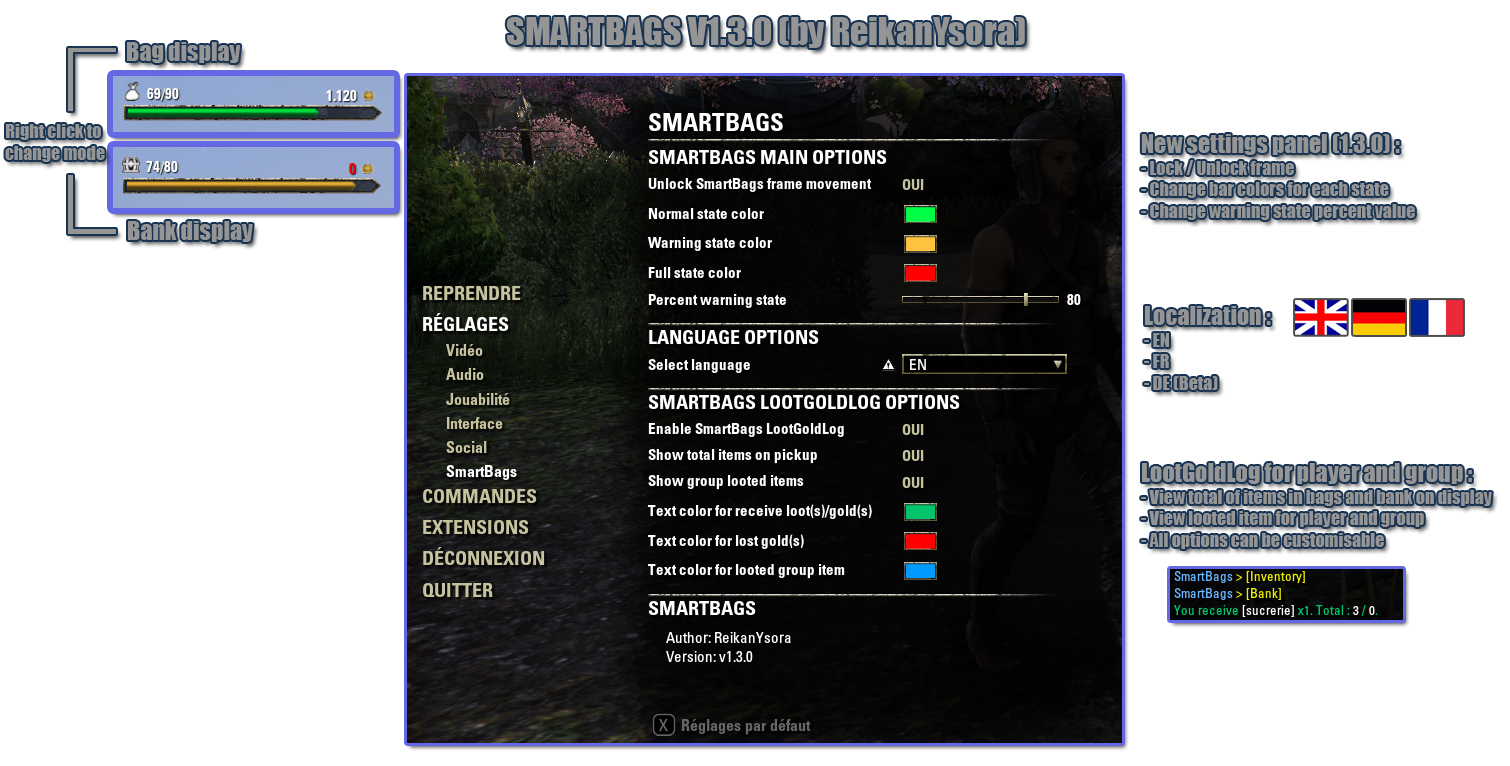 SMARTBAGS V1.3.0 (by ReikanYsora)
Bag display
69/90
1.120
Right click to
change mode
74/80
0
Bank display
SMARTBAGS
SMARTBAGS MAIN OPTIONS
Unlock SmartBags frame movement OUI
Normal state color
Warning state color
Full state color
Percent warning state 80
LANGUAGE OPTIONS
Select language EN
SMARTBAGS LOOTGOLDLOG OPTIONS
Enable SmartBags LootGoldLog OUI
Show total items on pickup OUI
Show group looted items OUI
Text color for receive loot(s)/gold(s)
Text color for lost gold(s)
Text color for looted group item
SMARTBAGS
Author: ReikanYsora
Version: v1.3.0
X Réglages par défaut
REPRENDRE
RÉGLAGES
Vidéo
Audio
Jouabilité
Interface
Social
SmartBags
COMMANDES
EXTENSIONS
DÉCONNEXION
QUITTER
New settings panel (1.3.0) :
- Lock / Unlock frame
- Change bar colors for each state
- Change warning state percent value
Localization :
- EN
- FR
- DE (Beta)
LootGoldLog for player and group :
- View total of items in bags and bank on display
- View looted item for player and group
- All options can be customisable
SmartBags > [Inventory]
SmartBags > [Bank]
You receive [sucrerie] x1. Total : 3 / 0.